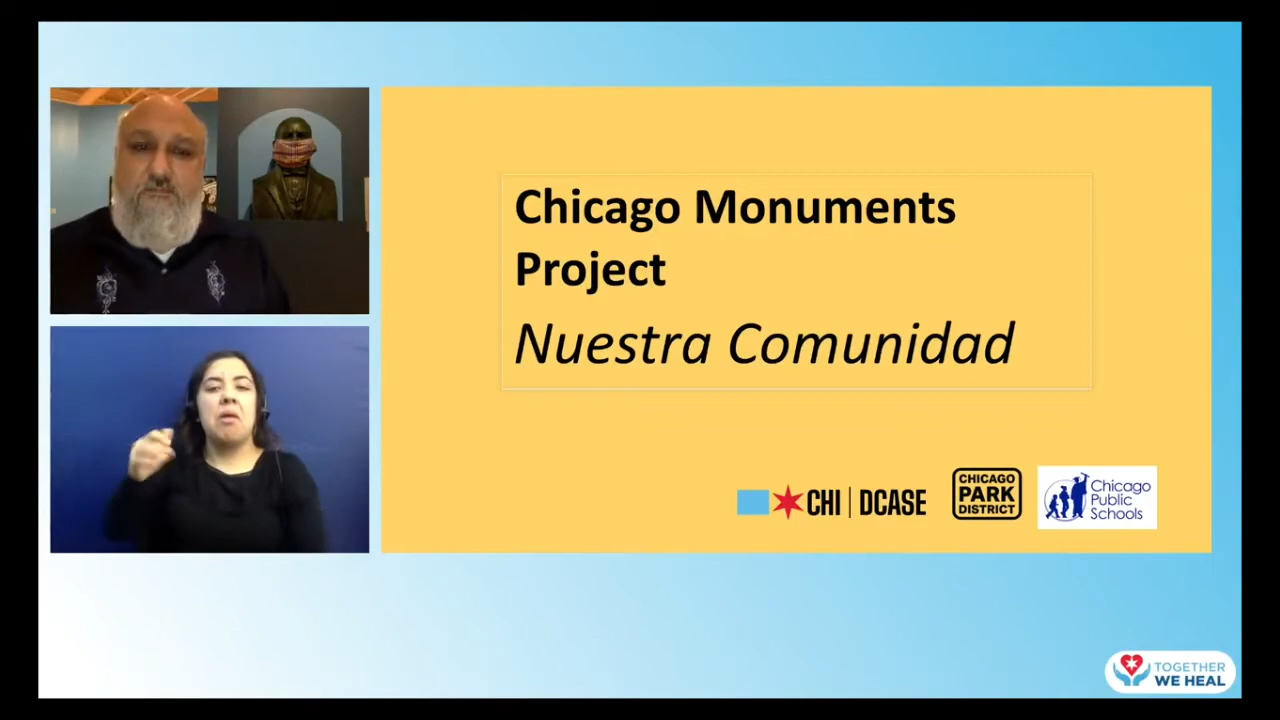 Chicago Monuments
Project
Nuestra Comunidad
CHI | DCASE
CHICAGO
PARK
DISTRICT
Chicago
Public
Schools
TOGETHER
WE HEAL